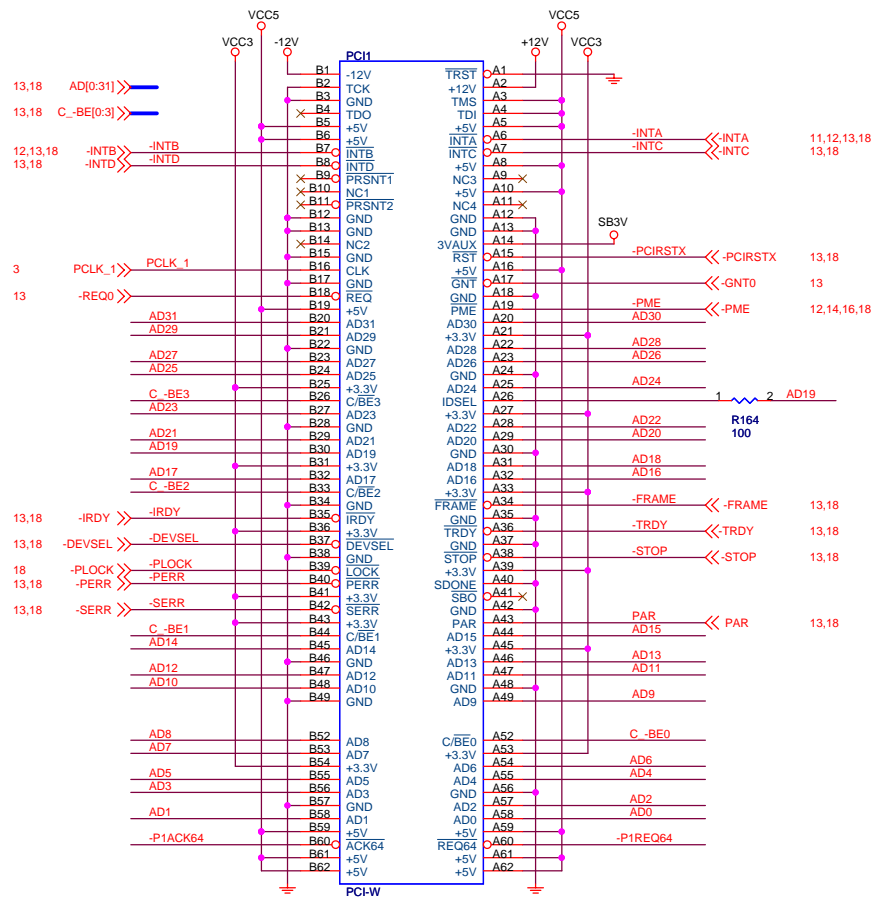 VCC5 VCC5
VCC3 -12V +12V VCC3
PCI1
B1 -12V TRST A1
13,18 AD[0:31] B2 TCK +12V A2
B3 GND TMS A3
13,18 C_-BE[0:3] B4 TDO TDI A4
B5 +5V +5V A5
B6 +5V INTA A6 -INTA -INTA 11,12,13,18
12,13,18 -INTB -INTB B7 INTB INTC A7 -INTC -INTC 13,18
13,18 -INTD -INTD B8 INTD +5V A8
B9 PRSNT1 NC3 A9
B10 NC1 +5V A10
B11 PRSNT2 NC4 A11
B12 GND GND A12
B13 GND GND A13
SB3V
B14 NC2 3VAUX A14
B15 GND RST A15 -PCIRSTX -PCIRSTX 13,18
3 PCLK_1 PCLK_1 B16 CLK +5V A16
B17 GND GNT A17 -GNT0 13
13 -REQ0 B18 REQ GND A18
B19 +5V PME A19 -PME -PME 12,14,16,18
AD31 B20 AD31 AD30 A20 AD30
AD29 B21 AD29 +3.3V A21
B22 GND AD28 A22 AD28
AD27 B23 AD27 AD26 A23 AD26
AD25 B24 AD25 GND A24
B25 +3.3V AD24 A25 AD24
C_-BE3 B26 C/BE3 IDSEL A26 1 2 AD19
R164
100
AD23 B27 AD23 +3.3V A27
B28 GND AD22 A28 AD22
AD21 B29 AD21 AD20 A29 AD20
AD19 B30 AD19 GND A30
B31 +3.3V AD18 A31 AD18
AD17 B32 AD17 AD16 A32 AD16
C_-BE2 B33 C/BE2 +3.3V A33
B34 GND FRAME A34 -FRAME -FRAME 13,18
13,18 -IRDY -IRDY B35 IRDY GND A35
B36 +3.3V TRDY A36 -TRDY -TRDY 13,18
13,18 -DEVSEL -DEVSEL B37 DEVSEL GND A37
B38 GND STOP A38 -STOP -STOP 13,18
18 -PLOCK -PLOCK B39 LOCK +3.3V A39
13,18 -PERR -PERR B40 PERR SDONE A40
B41 +3.3V SBO A41
13,18 -SERR -SERR B42 SERR GND A42
B43 +3.3V PAR A43 PAR PAR 13,18
C_-BE1 B44 C/BE1 AD15 A44 AD15
AD14 B45 AD14 +3.3V A45
B46 GND AD13 A46 AD13
AD12 B47 AD12 AD11 A47 AD11
AD10 B48 AD10 GND A48
B49 GND AD9 A49 AD9
AD8 B52 AD8 C/BE0 A52 C_-BE0
AD7 B53 AD7 +3.3V A53
B54 +3.3V AD6 A54 AD6
AD5 B55 AD5 AD4 A55 AD4
AD3 B56 AD3 GND A56
B57 GND AD2 A57 AD2
AD1 B58 AD1 AD0 A58 AD0
B59 +5V +5V A59
-P1ACK64 B60 ACK64 REQ64 A60 -P1REQ64
B61 +5V +5V A61
B62 +5V +5V A62
PCI-W